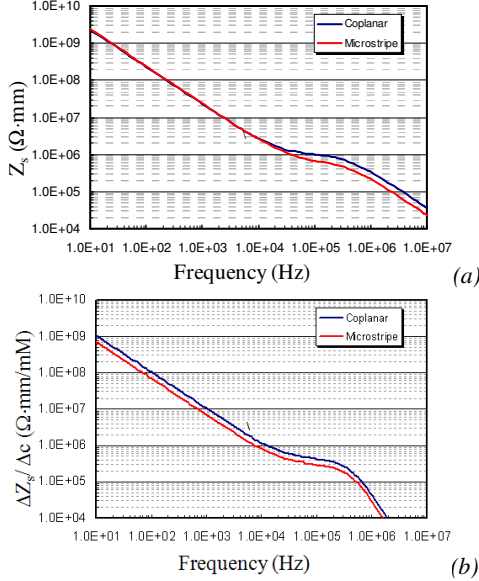 1.0E+10
1.0E+09
1.0E+08
1.0E+07
1.0E+06
1.0E+05
1.0E+04
Zs (Ω·mm)
Coplanar
Microstripe
1.0E+01 1.0E+02 1.0E+03 1.0E+04 1.0E+05 1.0E+06 1.0E+07
Frequency (Hz)
(a)
1.0E+10
1.0E+09
1.0E+08
1.0E+07
1.0E+06
1.0E+05
1.0E+04
ΔZs/ Δc (Ω·mm/mM)
Coplanar
Microstripe
1.0E+01 1.0E+02 1.0E+03 1.0E+04 1.0E+05 1.0E+06 1.0E+07
Frequency (Hz)
(b)